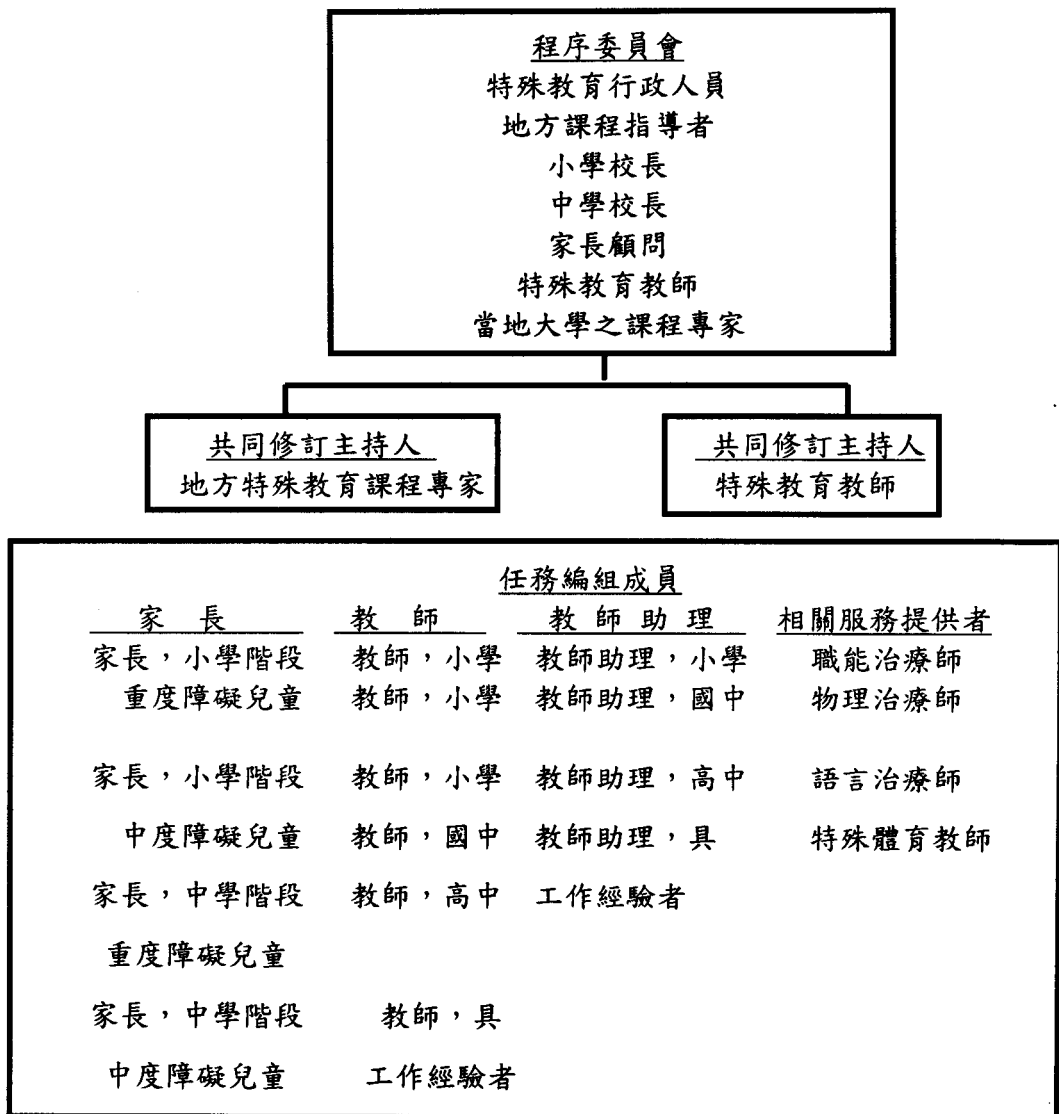 程序委員會
特殊教育行政人員
地方課程指導者
小學校長
中學校長
家長顧問
特殊教育教師
當地大學之課程專家
共同修訂主持人
地方特殊教育課程專家
共同修訂主持人
特殊教育教師
任務編組成員
家 長 教 師 教 師 助 理 相關服務提供者
家長，小學階段 教師，小學 教師助理，小學 職能治療師
重度障礙兒童 教師，小學 教師助理，國中 物理治療師
家長，小學階段 教師，小學 教師助理，高中 語言治療師
中度障礙兒童 教師，國中 教師助理，具 特殊體育教師
家長，中學階段 教師，高中 工作經驗者
重度障礙兒童
家長，中學階段 教師，具
中度障礙兒童 工作經驗者